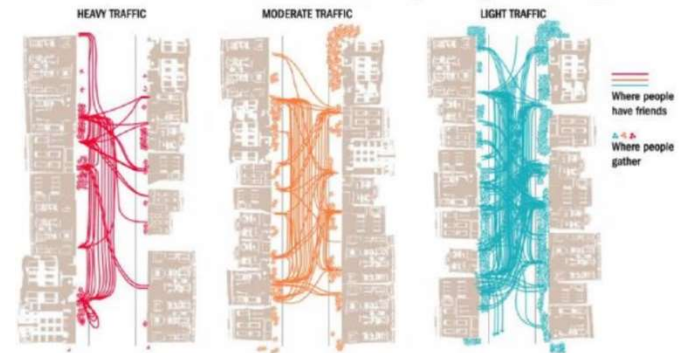 HEAVY TRAFFIC
MODERATE TRAFFIC
LIGHT TRAFFIC
Where people
have friends
Where people
gather